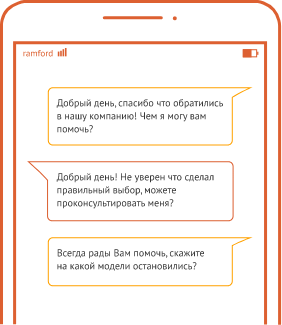 ramford
Добрый день, спасибо что обратились
в нашу компанию! Чем я могу вам
помочь?
Добрый день! Не уверен что сделал
правильный выбор, можете
проконсультировать меня?
Всегда рады Вам помочь, скажите
на какой модели остановились?